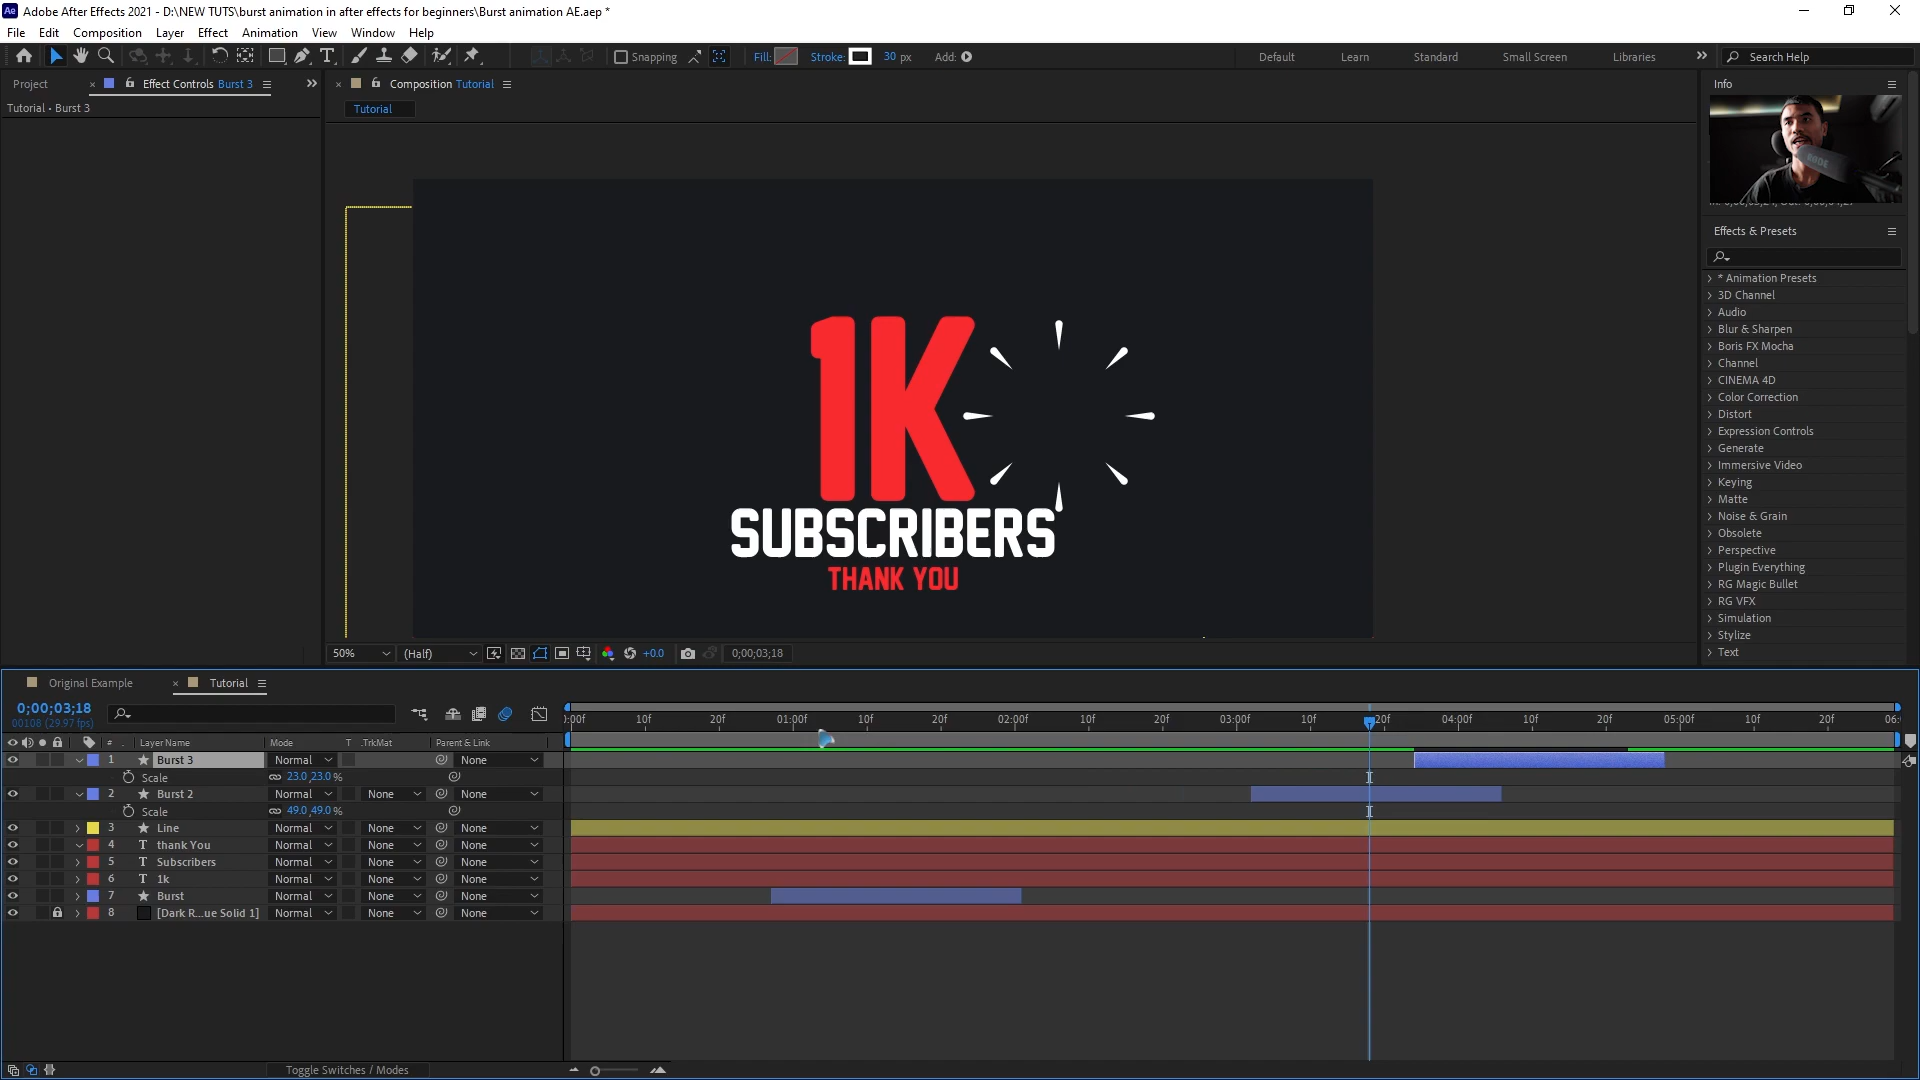 Adobe After Effects 2021 - D:\NEW TUTS\burst animation in after effects for beginners\Burst animation AE.aep *
File Edit Composition Layer Effect Animation View Window Help
Snapping Fill: Stroke: 30 px Add: Default Learn Standard Small Screen Libraries Search Help
Project Effect Controls Burst 3 Composition Tutorial Info
Tutorial • Burst 3 Tutorial
RODE
Effects & Presets
* Animation Presets
3D Channel
Audio
Blur & Sharpen
Boris FX Mocha
Channel
CINEMA 4D
Color Correction
Distort
Expression Controls
Generate
Immersive Video
Keying
Matte
Noise & Grain
Obsolete
Perspective
Plugin Everything
RG Magic Bullet
RG VFX
Simulation
Stylize
Text
1K
SUBSCRIBERS
THANK YOU
50% (Half) +0.0 0;00;03;18
Original Example Tutorial
0;00;03;18
00108 (29.97 fps)
:00f 10f 20f 01:00f 10f 20f 02:00f 10f 20f 03:00f 10f 20f 04:00f 10f 20f 05:00f 10f 20f 06:
# Layer Name Mode T .TrkMat Parent & Link
1 Burst 3 Normal None
Scale 23.0,23.0 %
2 Burst 2 Normal None None
Scale 49.0,49.0 %
3 Line Normal None None
4 T thank You Normal None None
5 T Subscribers Normal None None
6 T 1k Normal None None
7 Burst Normal None None
8 [Dark R...ue Solid 1] Normal None None
Toggle Switches / Modes